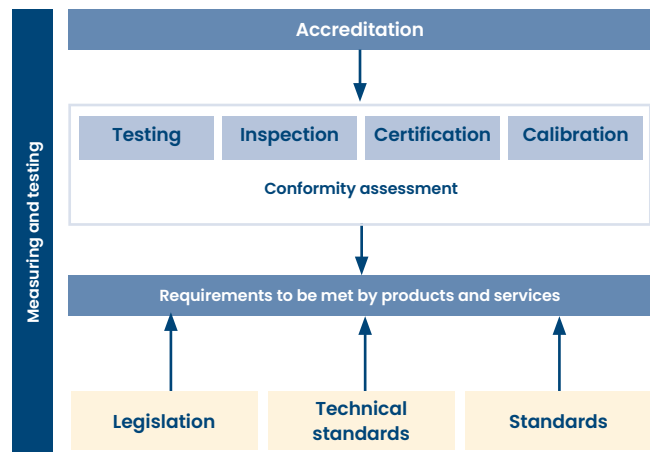 Measuring and testing
Accreditation
Testing
Inspection
Certification
Calibration
Conformity assessment
Requirements to be met by products and services
Legislation
Technical
standards
Standards